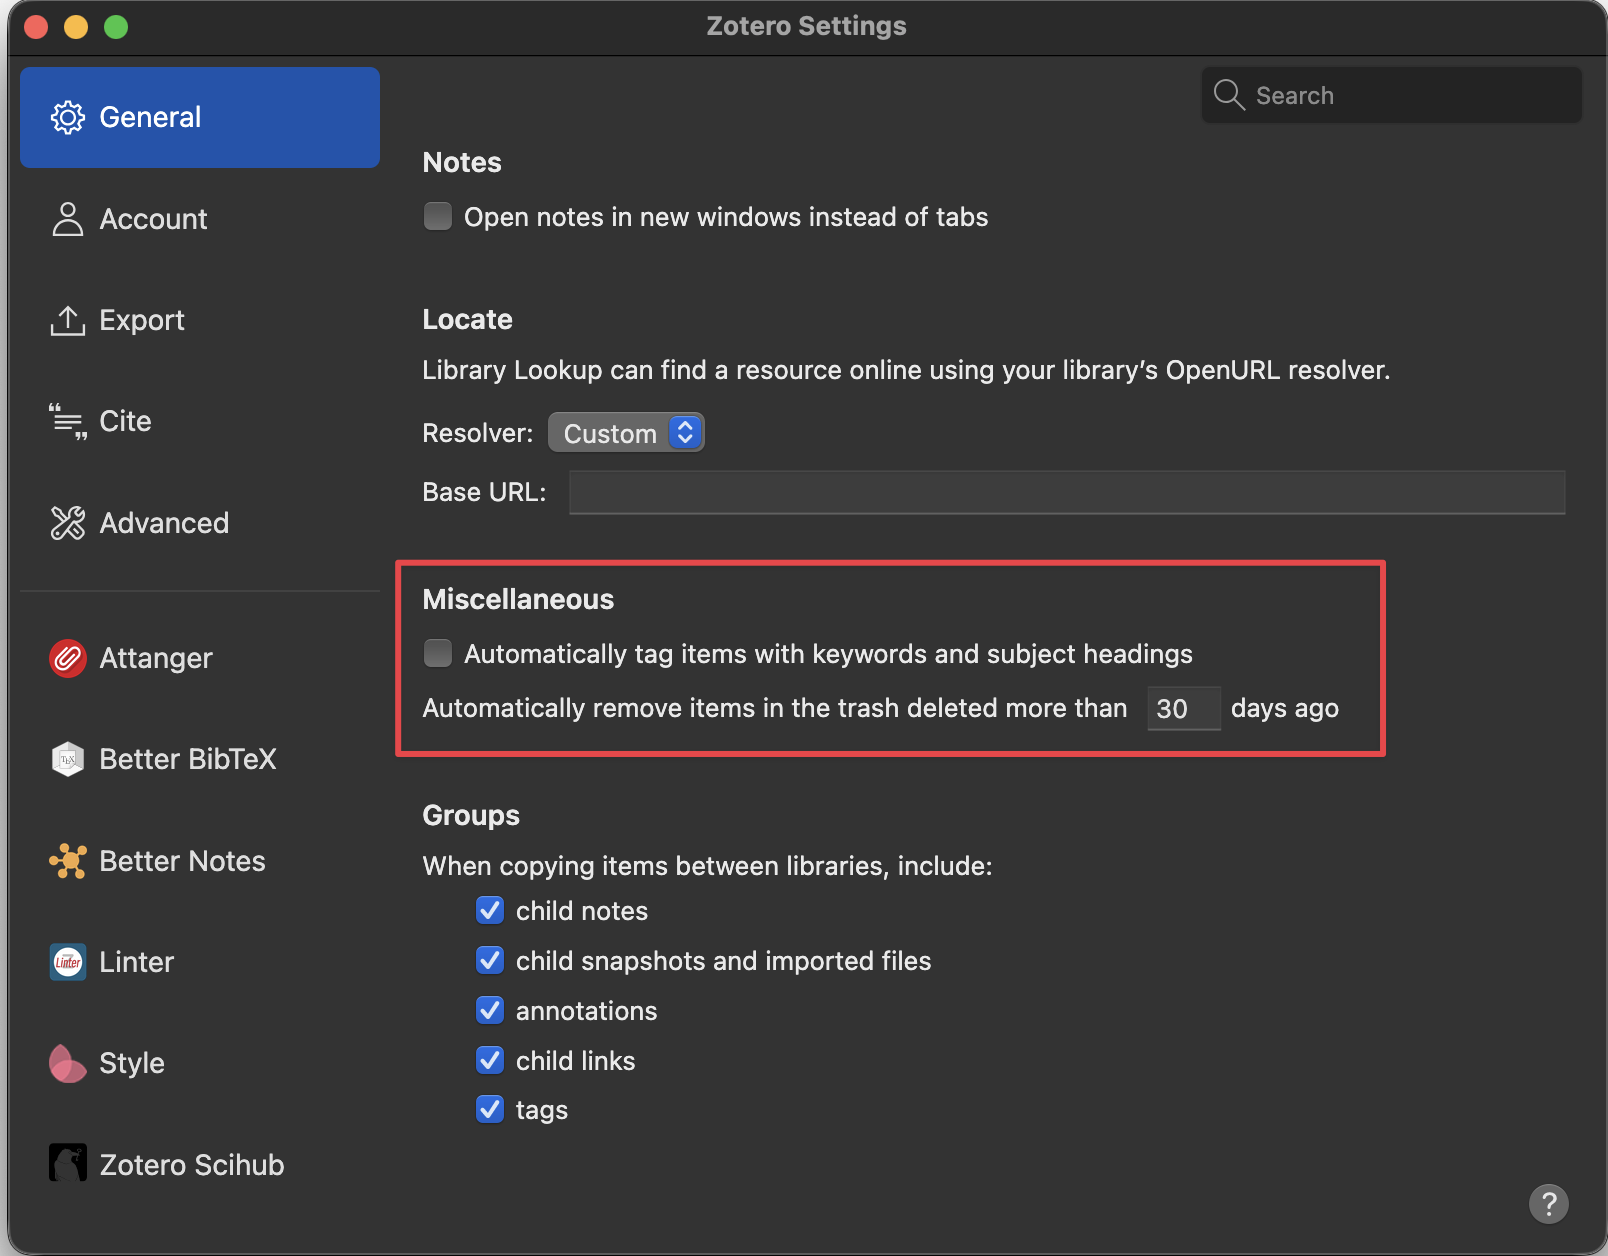 Zotero Settings
General
Account
Export
Cite
Advanced
Attanger
Better BibTeX
Better Notes
Linter
Style
Zotero Scihub
Search
Notes
Open notes in new windows instead of tabs
Locate
Library Lookup can find a resource online using your library’s OpenURL resolver.
Resolver: Custom
Base URL:
Miscellaneous
Automatically tag items with keywords and subject headings
Automatically remove items in the trash deleted more than 30 days ago
Groups
When copying items between libraries, include:
child notes
child snapshots and imported files
annotations
child links
tags
?